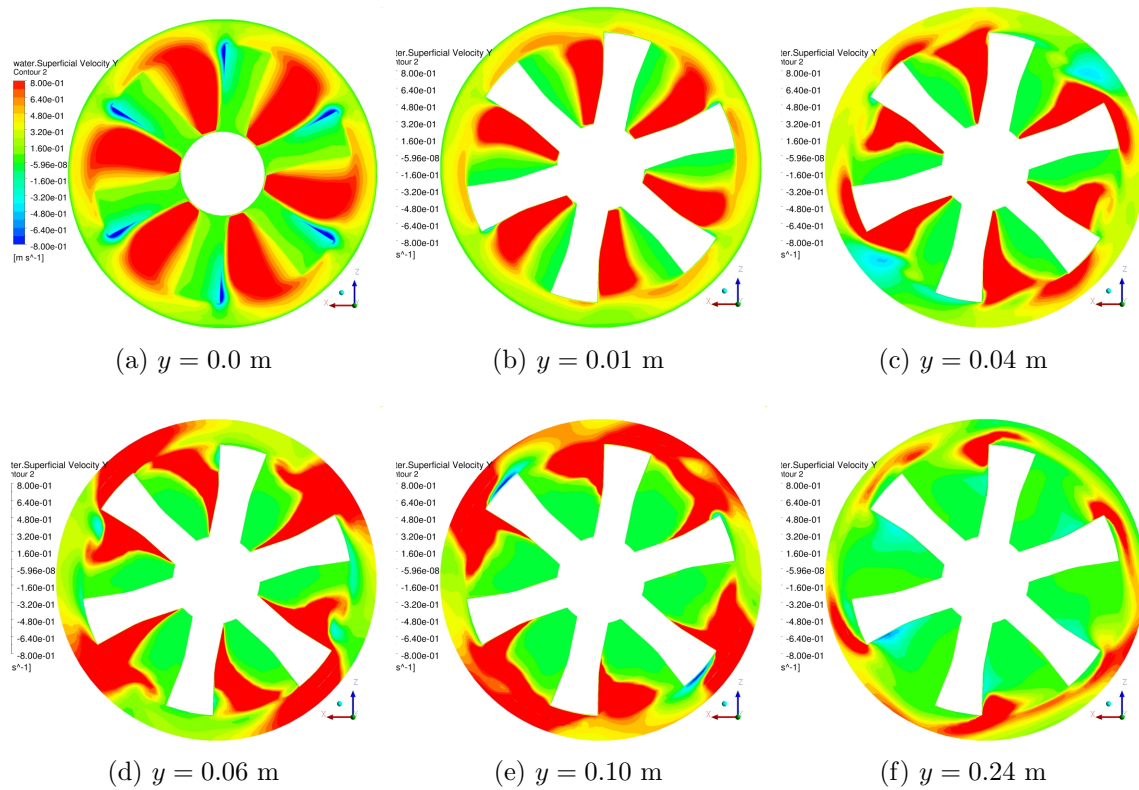 water.Superficial Velocity Y
Contour 2
8.00e-01
6.40e-01
4.80e-01
3.20e-01
1.60e-01
-5.96e-08
-1.60e-01
-3.20e-01
-4.80e-01
-6.40e-01
-8.00e-01
[m s^-1]
Z
X
Y
(a) y = 0.0 m
ter.Superficial Velocity Y
ntour 2
8.00e-01
6.40e-01
4.80e-01
3.20e-01
1.60e-01
-5.96e-08
-1.60e-01
-3.20e-01
-4.80e-01
-6.40e-01
-8.00e-01
s^-1]
Z
X
Y
(b) y = 0.01 m
ter.Superficial Velocity Y
ntour 2
8.00e-01
6.40e-01
4.80e-01
3.20e-01
1.60e-01
-5.96e-08
-1.60e-01
-3.20e-01
-4.80e-01
-6.40e-01
-8.00e-01
s^-1]
Z
X
Y
(c) y = 0.04 m
ter.Superficial Velocity Y
ntour 2
8.00e-01
6.40e-01
4.80e-01
3.20e-01
1.60e-01
-5.96e-08
-1.60e-01
-3.20e-01
-4.80e-01
-6.40e-01
-8.00e-01
s^-1]
Z
X
Y
(d) y = 0.06 m
ter.Superficial Velocity Y
ntour 2
8.00e-01
6.40e-01
4.80e-01
3.20e-01
1.60e-01
-5.96e-08
-1.60e-01
-3.20e-01
-4.80e-01
-6.40e-01
-8.00e-01
s^-1]
Z
X
Y
(e) y = 0.10 m
ter.Superficial Velocity Y
ntour 2
8.00e-01
6.40e-01
4.80e-01
3.20e-01
1.60e-01
-5.96e-08
-1.60e-01
-3.20e-01
-4.80e-01
-6.40e-01
-8.00e-01
s^-1]
Z
X
Y
(f) y = 0.24 m